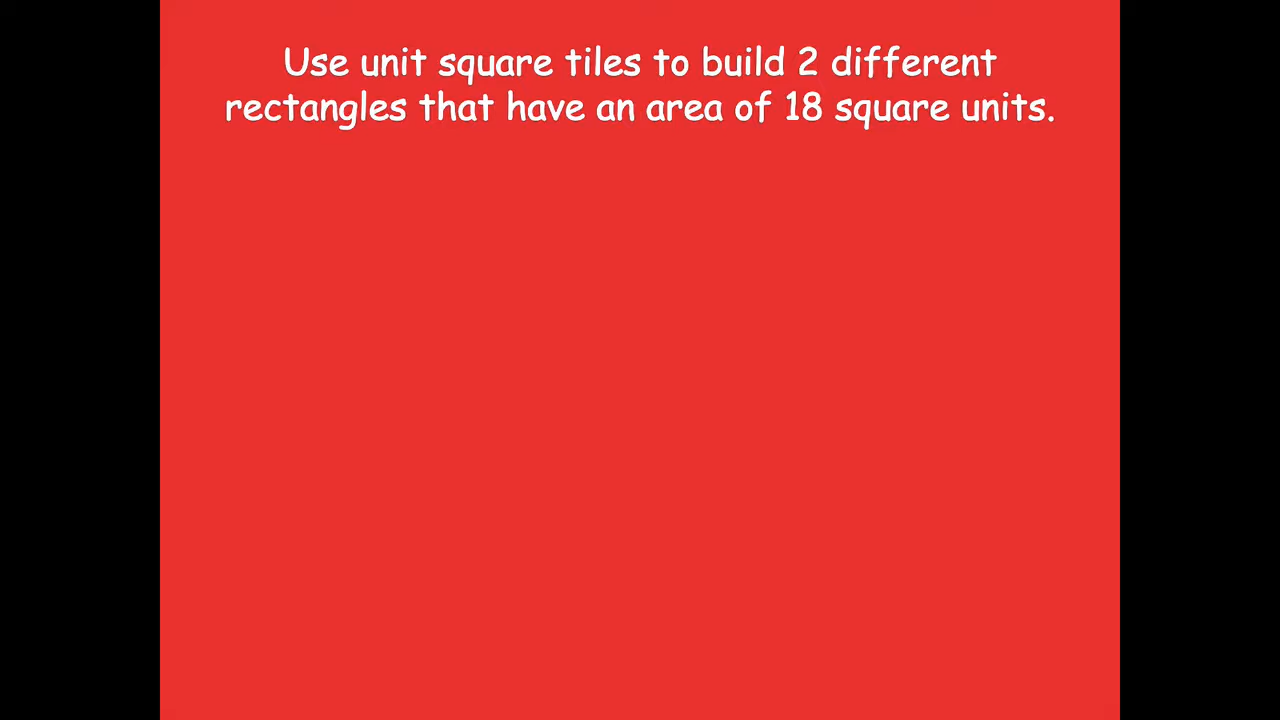 Use unit square tiles to build 2 different
rectangles that have an area of 18 square units.